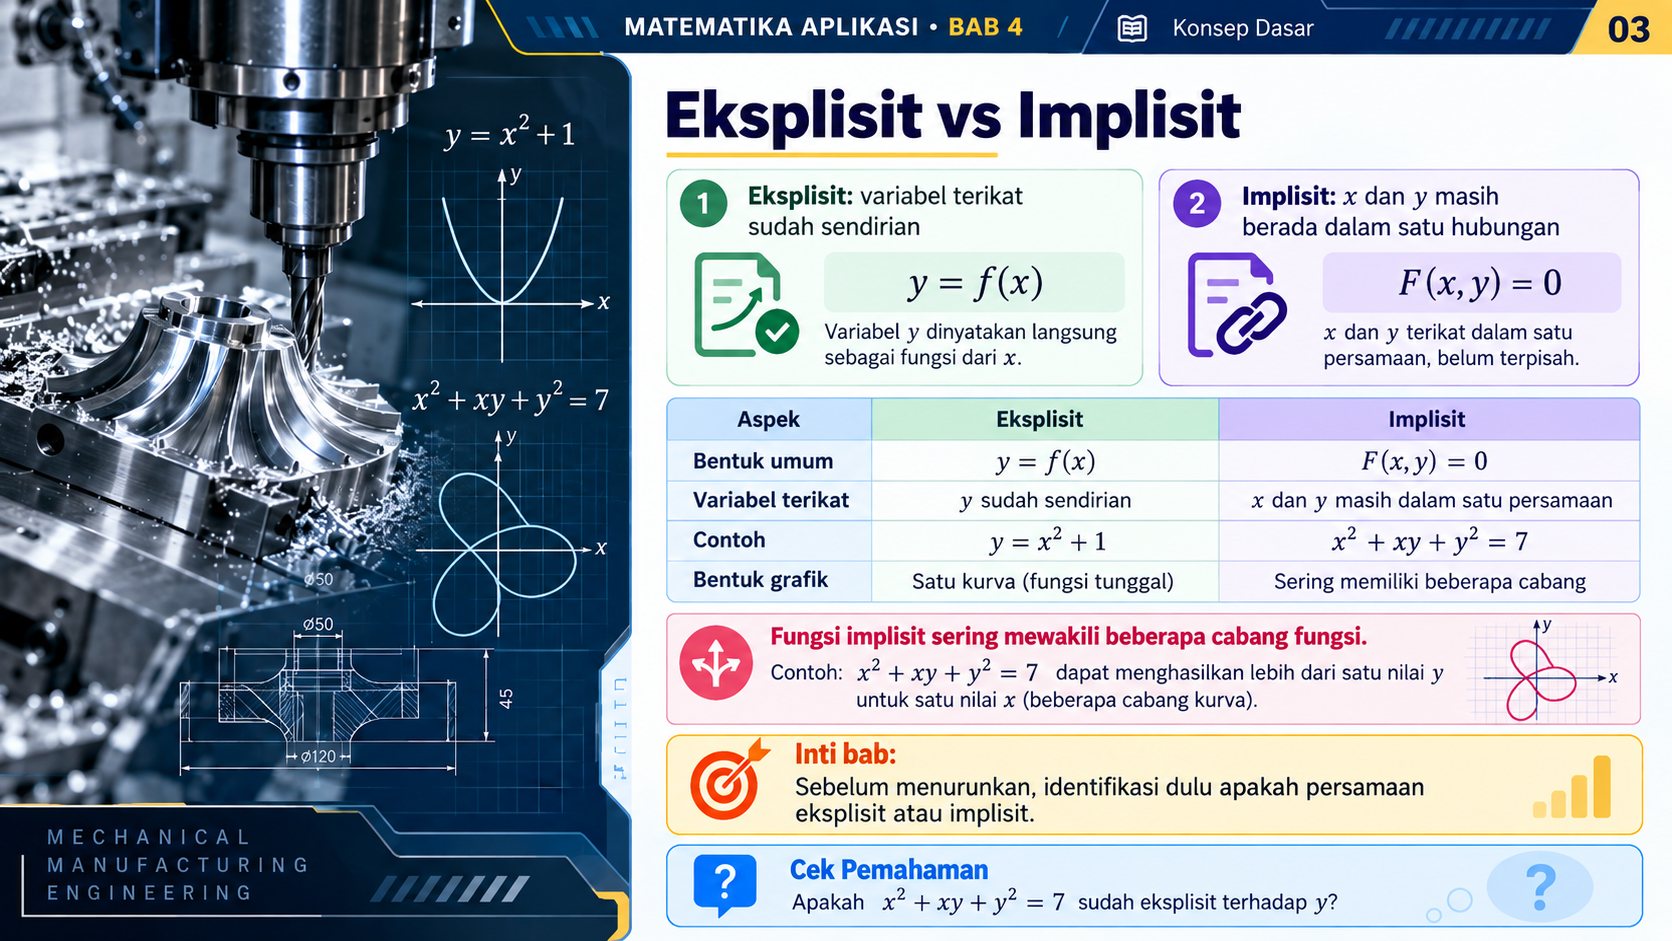 MATEMATIKA APLIKASI • BAB 4
Konsep Dasar
03
y = x² + 1
y
x
x² + xy + y² = 7
y
x
ø50
ø50
45
ø120
MECHANICAL
MANUFACTURING
ENGINEERING
Eksplisit vs Implisit
1
Eksplisit: variabel terikat
sudah sendirian
y = f(x)
Variabel y dinyatakan langsung
sebagai fungsi dari x.
2
Implisit: x dan y masih
berada dalam satu hubungan
F(x, y) = 0
x dan y terikat dalam satu
persamaan, belum terpisah.
Aspek Eksplisit Implisit
Bentuk umum y = f(x) F(x, y) = 0
Variabel terikat y sudah sendirian x dan y masih dalam satu persamaan
Contoh y = x² + 1 x² + xy + y² = 7
Bentuk grafik Satu kurva (fungsi tunggal) Sering memiliki beberapa cabang
Fungsi implisit sering mewakili beberapa cabang fungsi.
Contoh: x² + xy + y² = 7 dapat menghasilkan lebih dari satu nilai y
untuk satu nilai x (beberapa cabang kurva).
y
x
Inti bab:
Sebelum menurunkan, identifikasi dulu apakah persamaan
eksplisit atau implisit.
?
Cek Pemahaman
Apakah x² + xy + y² = 7 sudah eksplisit terhadap y?
?